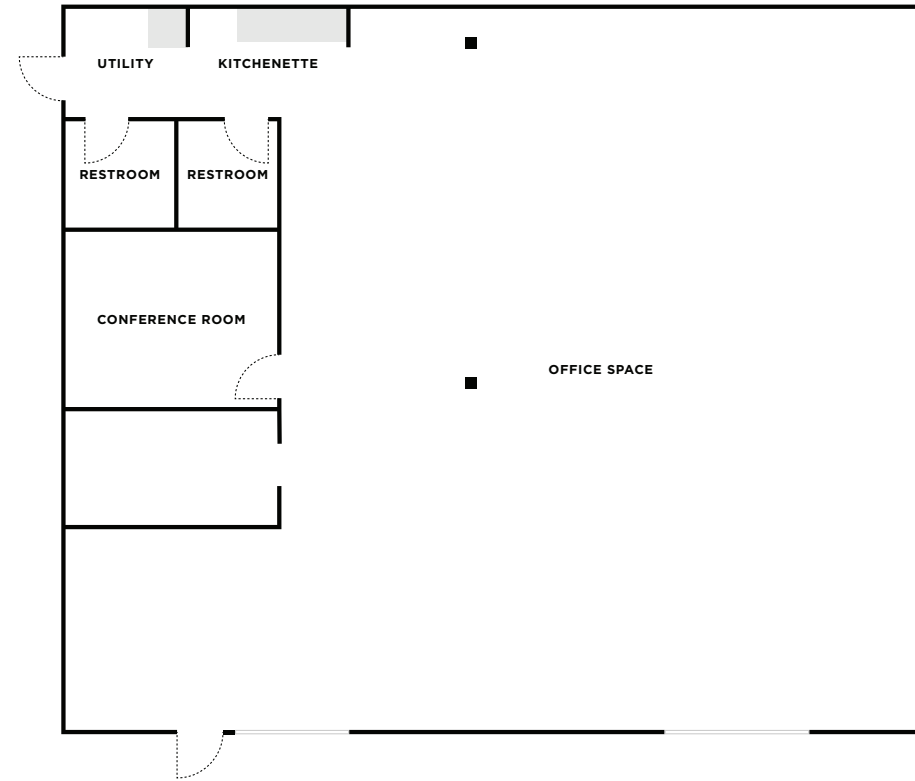 UTILITY
KITCHENETTE
RESTROOM
RESTROOM
CONFERENCE ROOM
OFFICE SPACE